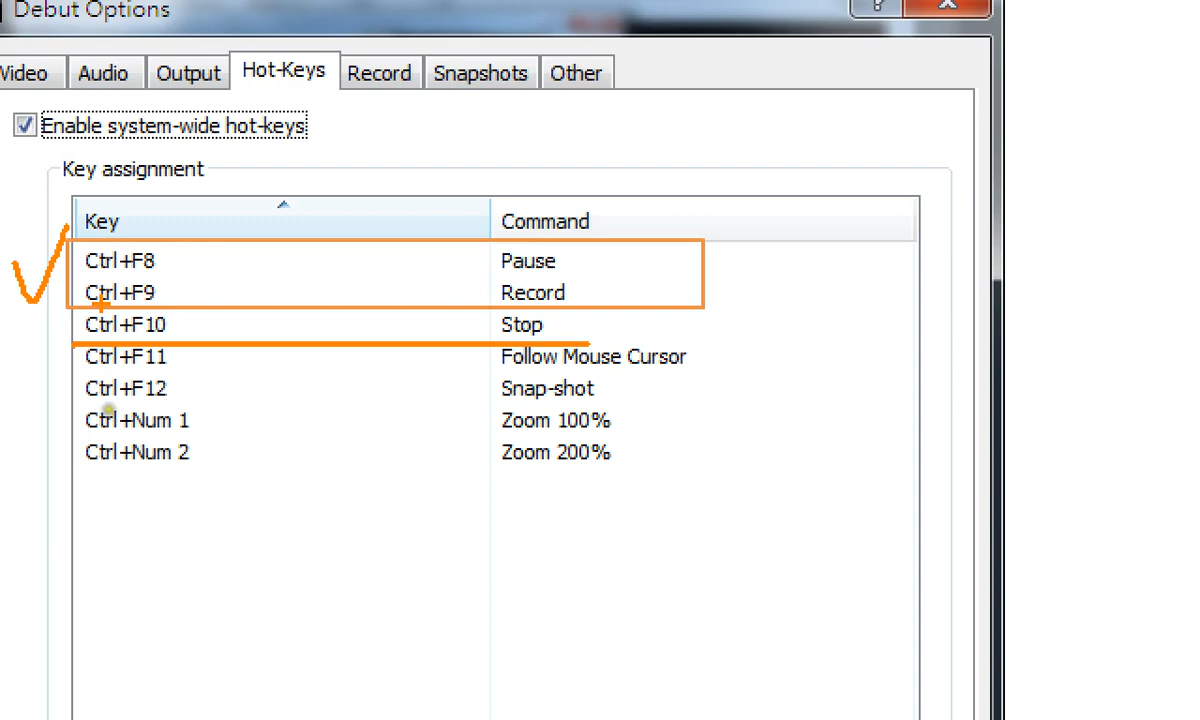 Debut Options
Video Audio Output Hot-Keys Record Snapshots Other
Enable system-wide hot-keys
Key assignment
Key Command
Ctrl+F8 Pause
Ctrl+F9 Record
Ctrl+F10 Stop
Ctrl+F11 Follow Mouse Cursor
Ctrl+F12 Snap-shot
Ctrl+Num 1 Zoom 100%
Ctrl+Num 2 Zoom 200%